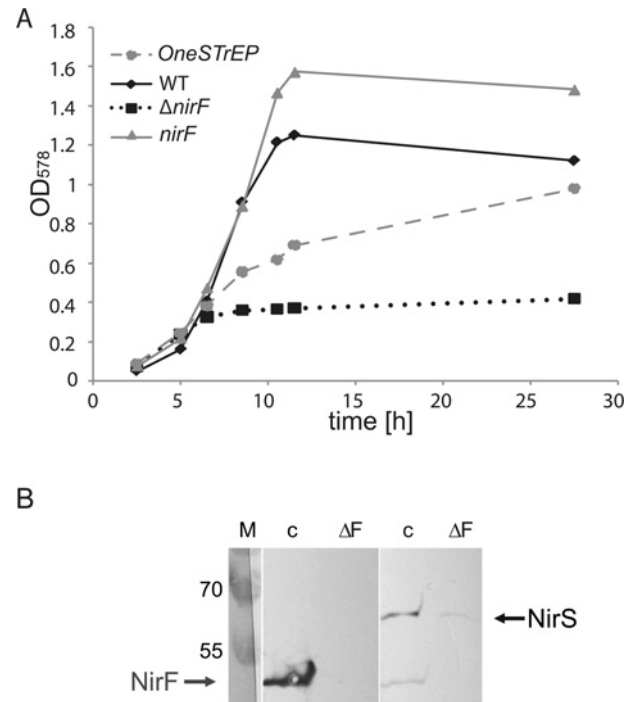 A
OneSTrEP
WT
ΔnirF
nirF
OD578
1.8
1.6
1.4
1.2
1
0.8
0.6
0.4
0.2
0
0 5 10 15 20 25 30
time [h]
B
M c ΔF c ΔF
70
55
NirF
NirS